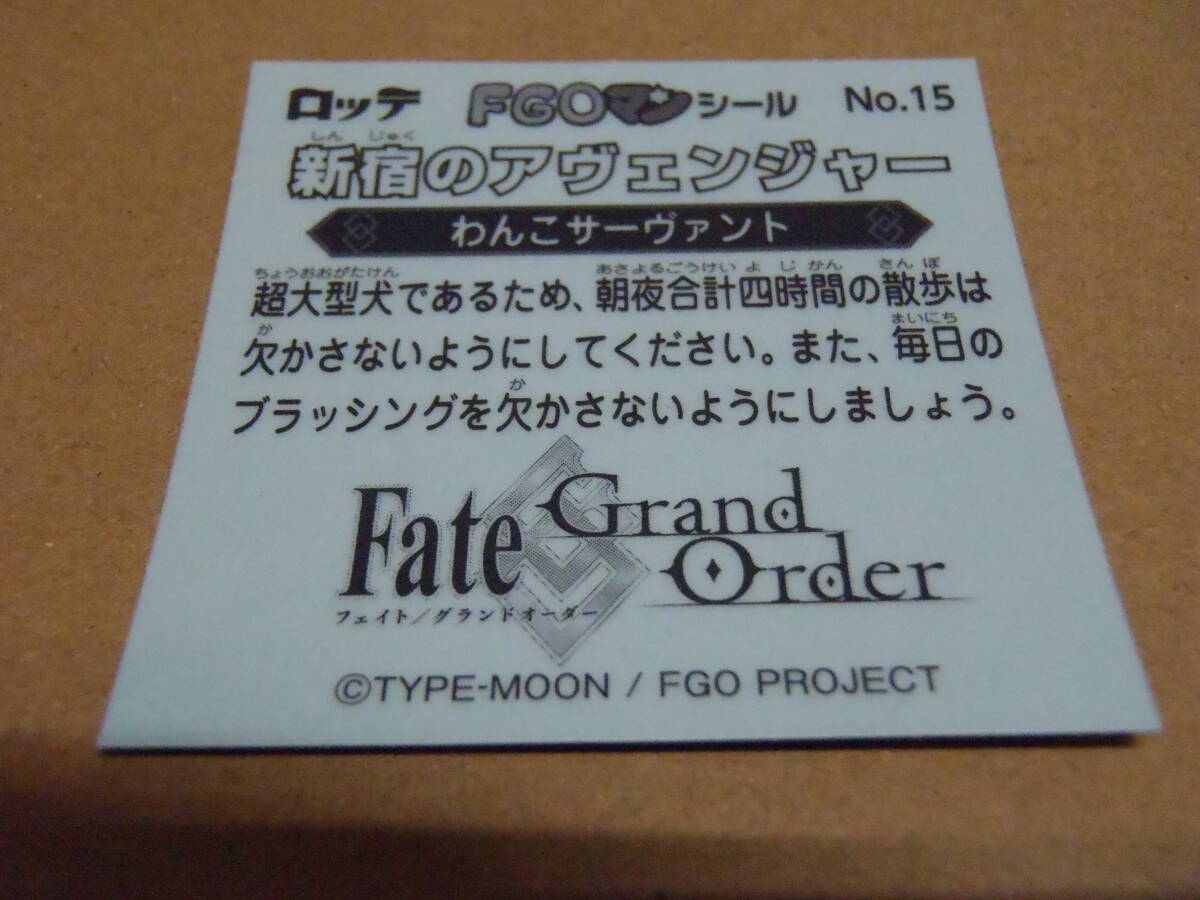 ロッテ FGOマンシール No.15
しん じゅく
新宿のアヴェンジャー
わんこサーヴァント
ちょうおおがたけん あさよるごうけい よ じ かん さん ぽ
超大型犬であるため、朝夜合計四時間の散歩は
か まいにち
欠かさないようにしてください。また、毎日の
か
ブラッシングを欠かさないようにしましょう。
Fate Grand Order
フェイト/グランドオーダー
©TYPE-MOON / FGO PROJECT